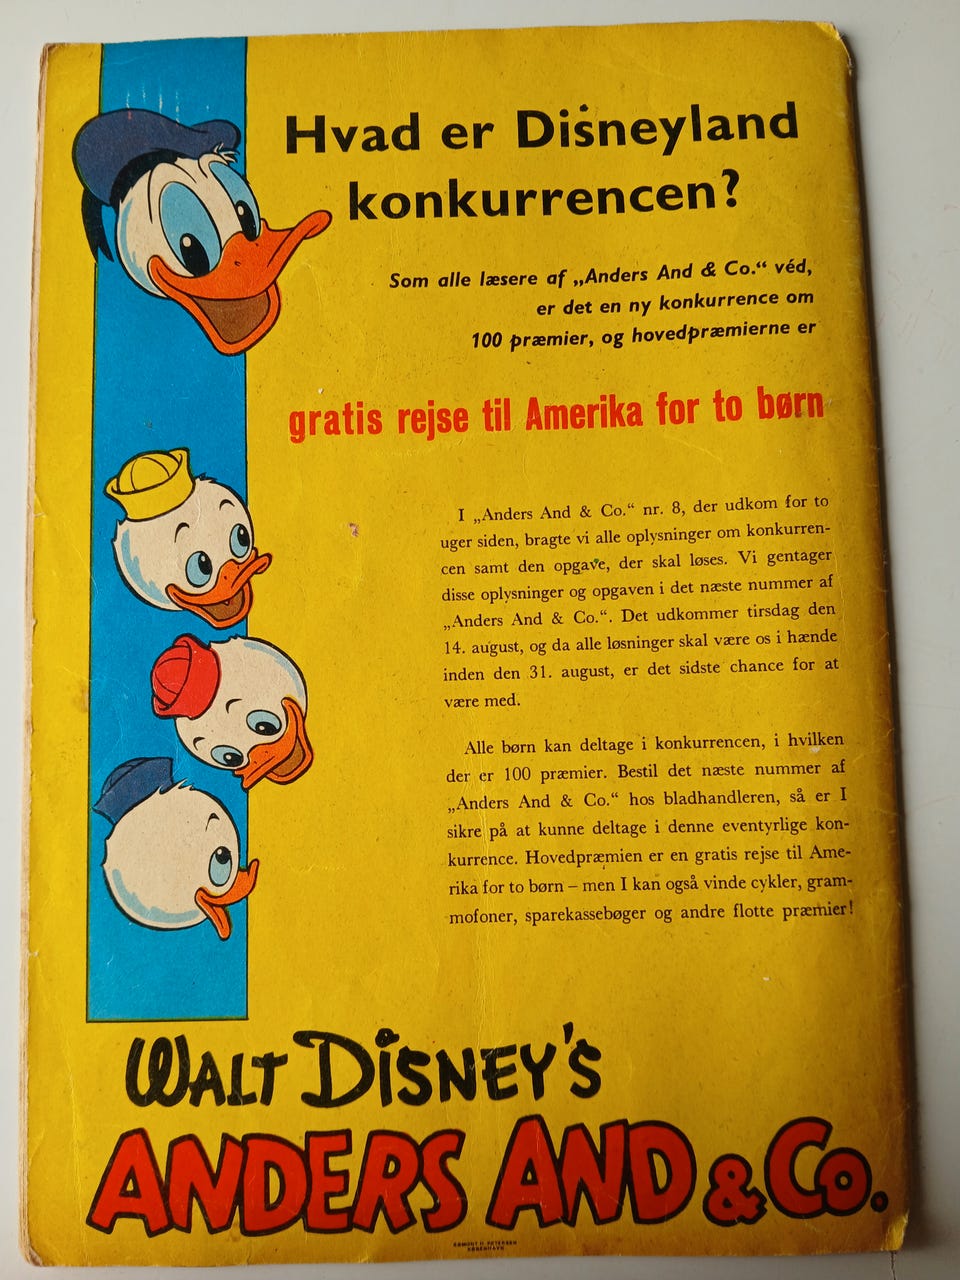 Hvad er Disneyland
konkurrencen?
Som alle læsere af „Anders And & Co.“ véd,
er det en ny konkurrence om
100 præmier, og hovedpræmierne er
gratis rejse til Amerika for to børn
I „Anders And & Co.“ nr. 8, der udkom for to
uger siden, bragte vi alle oplysninger om konkurren-
cen samt den opgave, der skal løses. Vi gentager
disse oplysninger og opgaven i det næste nummer af
„Anders And & Co.“. Det udkommer tirsdag den
14. august, og da alle løsninger skal være os i hænde
inden den 31. august, er det sidste chance for at
være med.
Alle børn kan deltage i konkurrencen, i hvilken
der er 100 præmier. Bestil det næste nummer af
„Anders And & Co.“ hos bladhandleren, så er I
sikre på at kunne deltage i denne eventyrlige kon-
kurrence. Hovedpræmien er en gratis rejse til Ame-
rika for to børn – men I kan også vinde cykler, gram-
mofoner, sparekassebøger og andre flotte præmier!
WALT DISNEY'S
ANDERS AND & CO.
EGMONT H. PETERSEN
KØBENHAVN